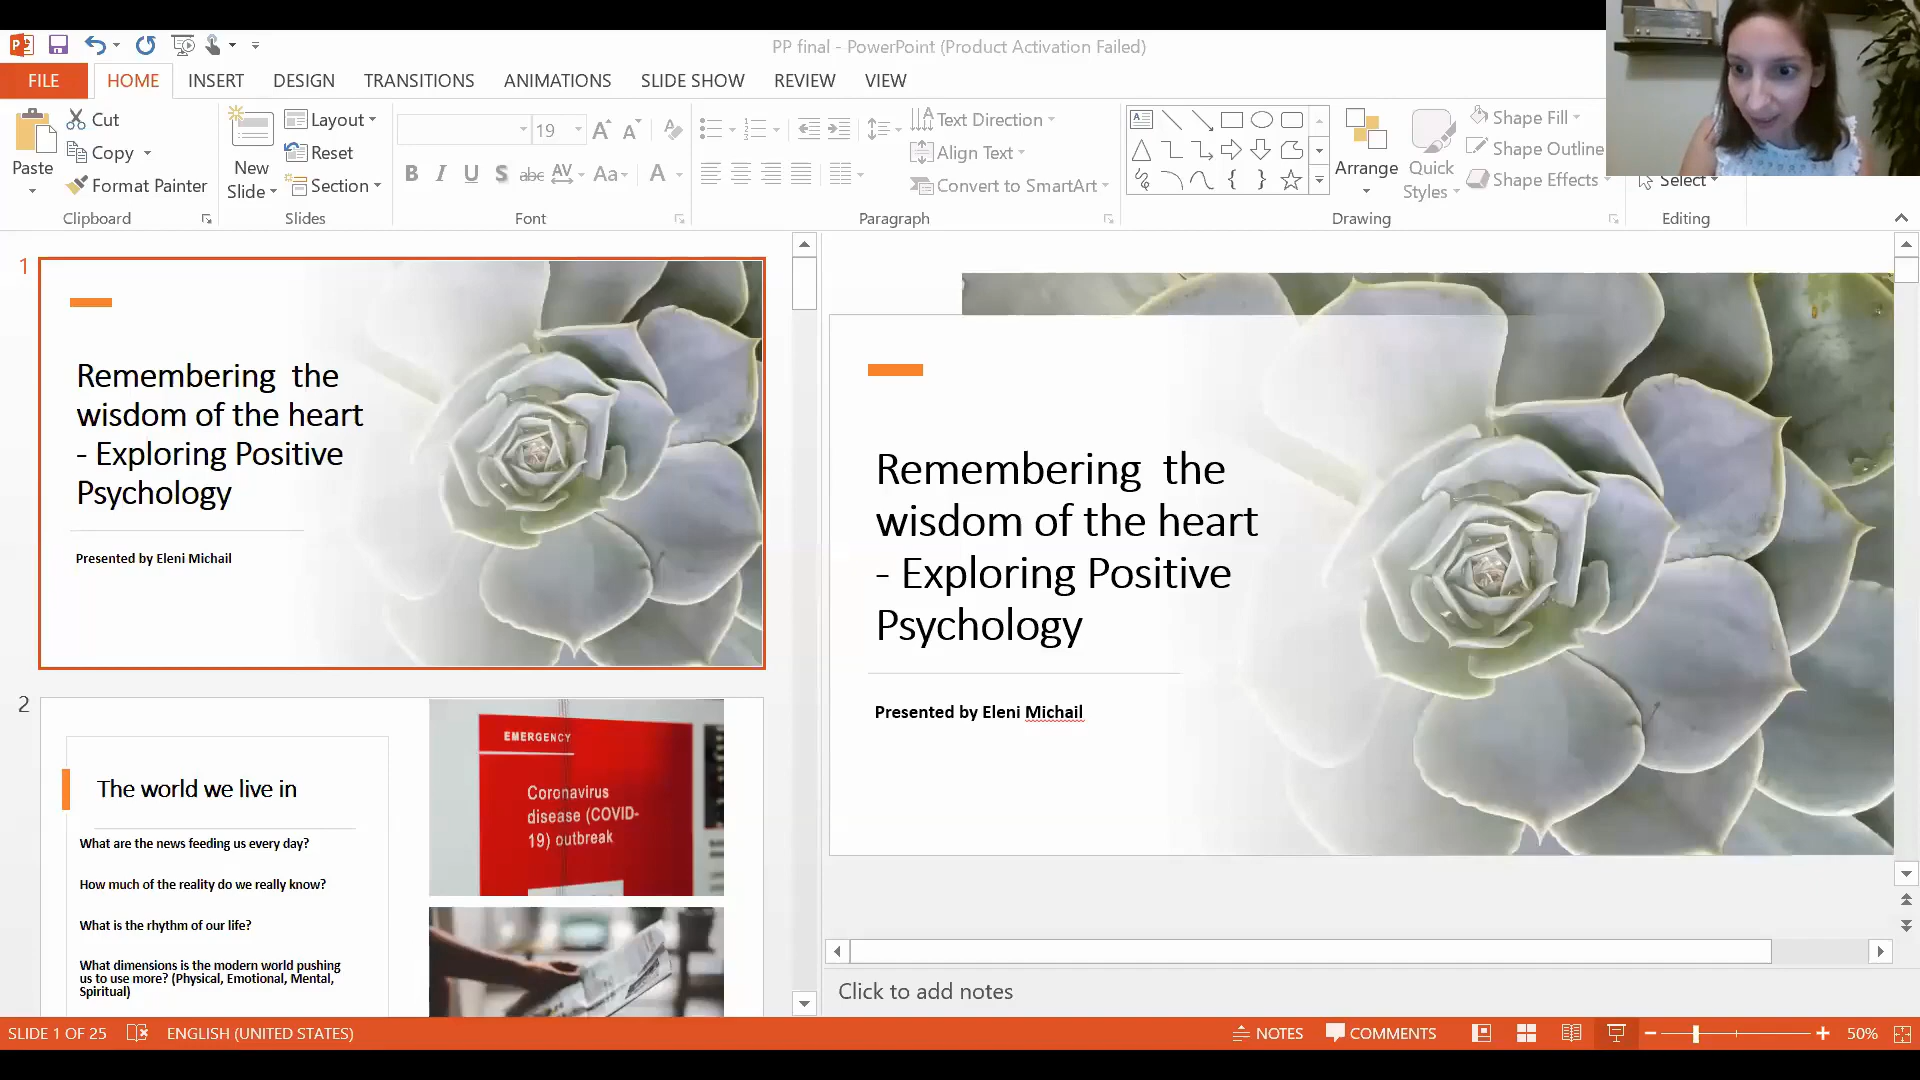 PP final - PowerPoint (Product Activation Failed)
FILE HOME INSERT DESIGN TRANSITIONS ANIMATIONS SLIDE SHOW REVIEW VIEW
Paste
Cut
Copy
Format Painter
Clipboard
New
Slide
Layout
Reset
Section
Slides
19
B I U S abc AV Aa A
Font
Text Direction
Align Text
Convert to SmartArt
Paragraph
Arrange
Quick
Styles
Shape Fill
Shape Outline
Shape Effects
Drawing
Select
Editing
1
Remembering  the
wisdom of the heart
- Exploring Positive
Psychology
Presented by Eleni Michail
2
The world we live in
What are the news feeding us every day?
How much of the reality do we really know?
What is the rhythm of our life?
What dimensions is the modern world pushing
us to use more? (Physical, Emotional, Mental,
Spiritual)
EMERGENCY
Coronavirus
disease (COVID-
19) outbreak
Remembering  the
wisdom of the heart
- Exploring Positive
Psychology
Presented by Eleni Michail
Click to add notes
SLIDE 1 OF 25 ENGLISH (UNITED STATES) NOTES COMMENTS 50%